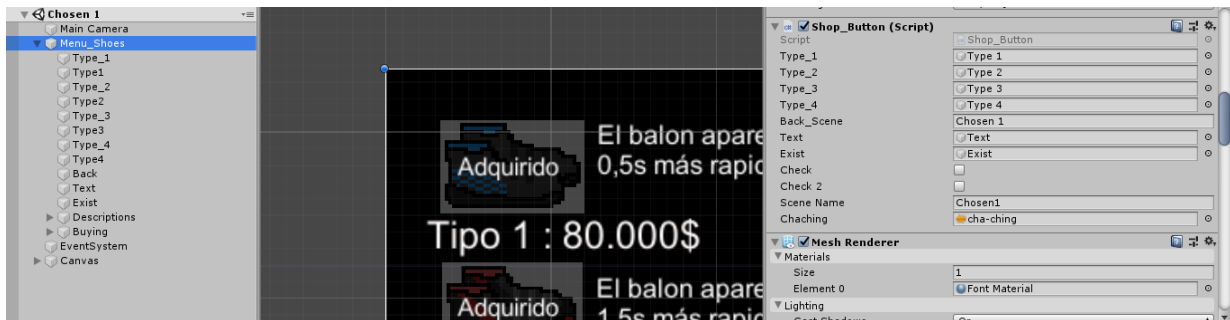 Chosen 1
Main Camera
Menu_Shoes
Type_1
Type1
Type_2
Type2
Type_3
Type3
Type_4
Type4
Back
Text
Exist
Descriptions
Buying
EventSystem
Canvas
El balon apare
0,5s más rapid
Adquirido
Tipo 1 : 80.000$
El balon apare
1,5s más rapid
Adquirido
Shop_Button (Script)
Script Shop_Button
Type_1 Type 1
Type_2 Type 2
Type_3 Type 3
Type_4 Type 4
Back_Scene Chosen 1
Text Text
Exist Exist
Check
Check 2
Scene Name Chosen1
Chaching cha-ching
Mesh Renderer
Materials
Size 1
Element 0 Font Material
Lighting